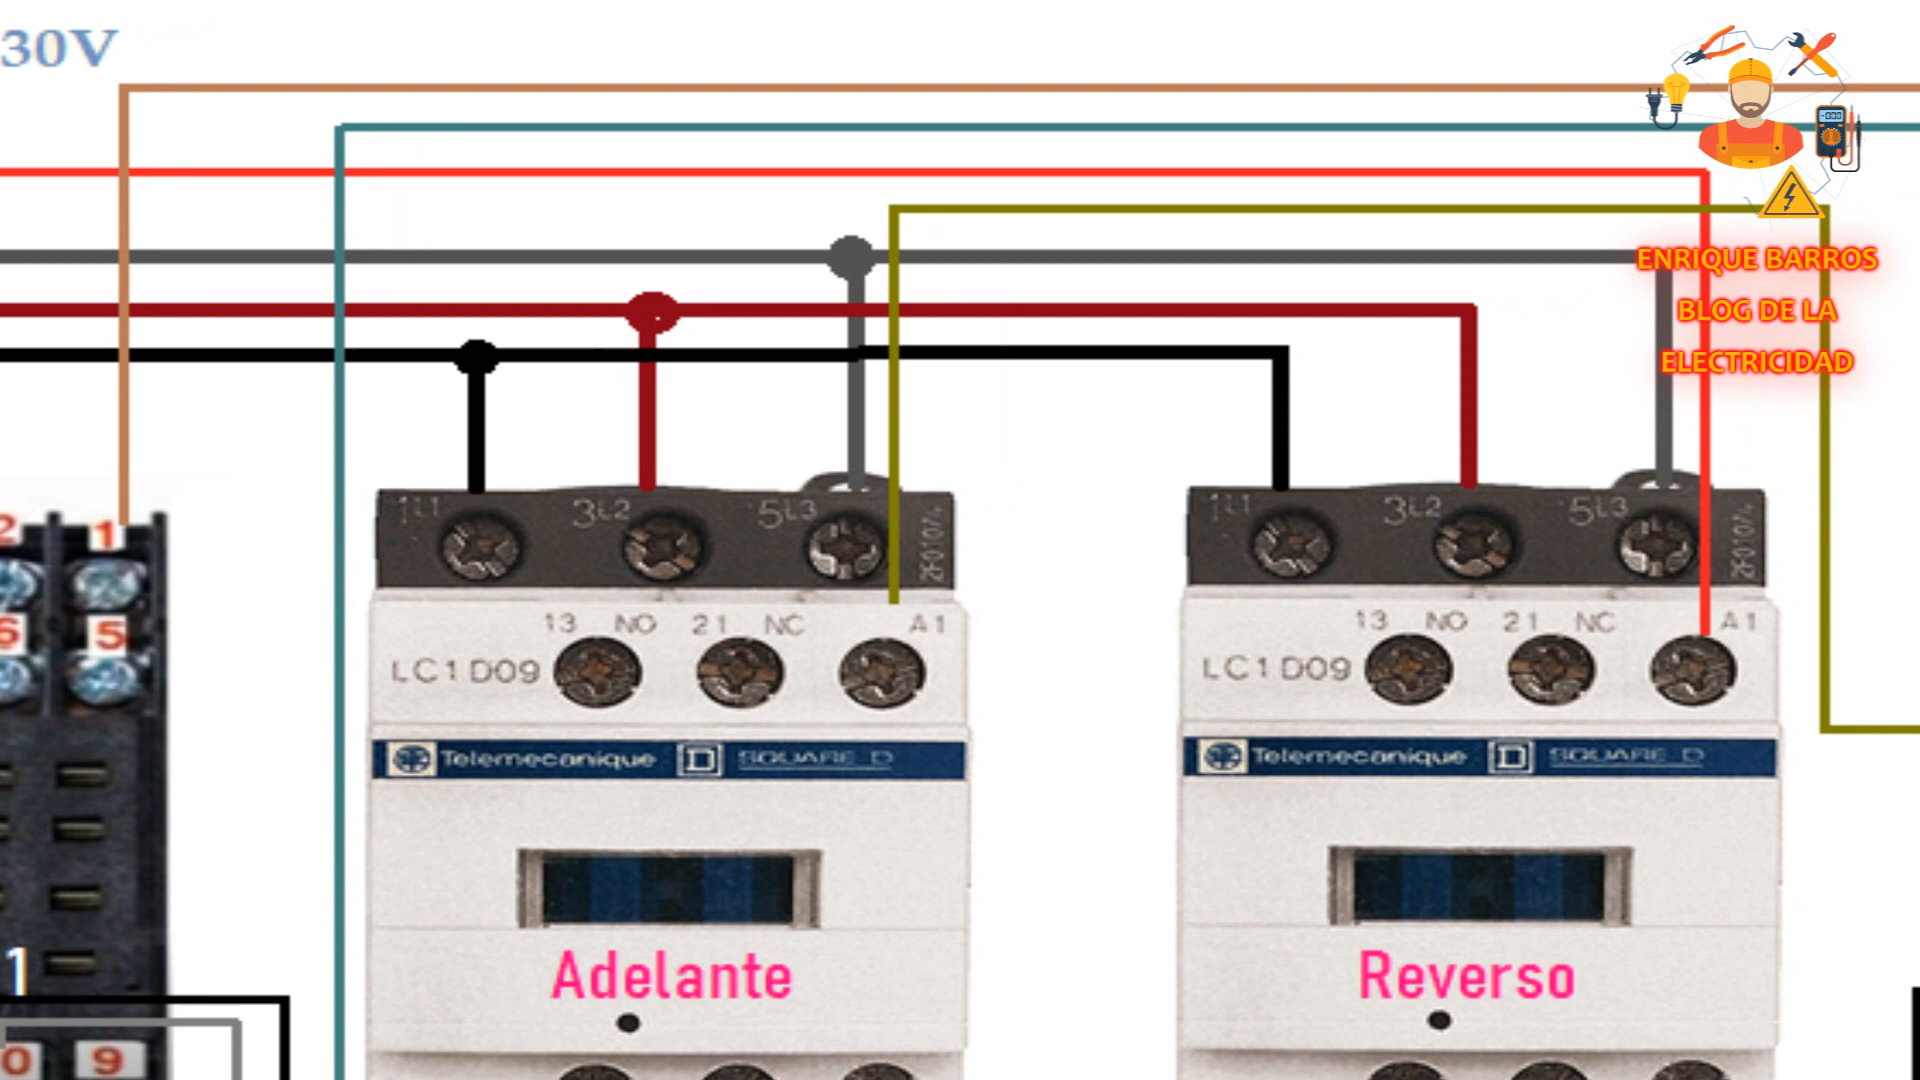 30V
ENRIQUE BARROS
BLOG DE LA
ELECTRICIDAD
1L1 3L2 5L3
1L1 3L2 5L3
2 1
6 5
13 NO 21 NC A1
LC1 D09
13 NO 21 NC A1
LC1 D09
Telemecanique D SQUARE D
Telemecanique D SQUARE D
1
Adelante
Reverso
0 9